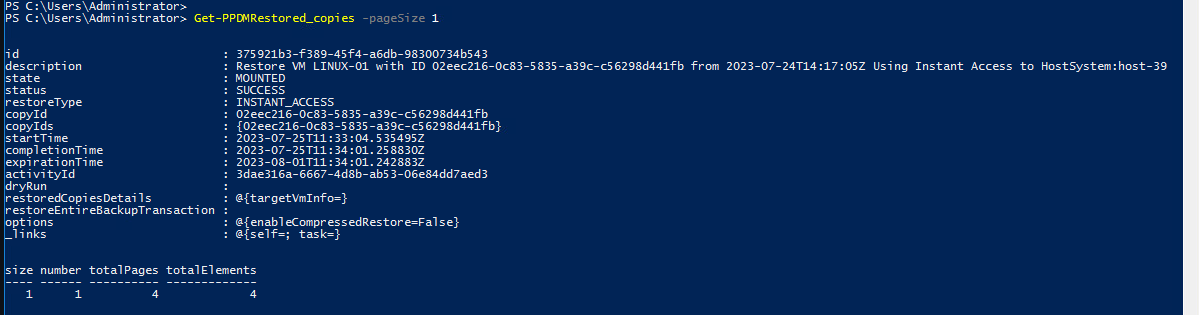 PS C:\Users\Administrator>
PS C:\Users\Administrator> Get-PPDMRestored_copies -pageSize 1
id : 375921b3-f389-45f4-a6db-98300734b543
description : Restore VM LINUX-01 with ID 02eec216-0c83-5835-a39c-c56298d441fb from 2023-07-24T14:17:05Z Using Instant Access to HostSystem:host-39
state : MOUNTED
status : SUCCESS
restoreType : INSTANT_ACCESS
copyId : 02eec216-0c83-5835-a39c-c56298d441fb
copyIds : {02eec216-0c83-5835-a39c-c56298d441fb}
startTime : 2023-07-25T11:33:04.535495Z
completionTime : 2023-07-25T11:34:01.258830Z
expirationTime : 2023-08-01T11:34:01.242883Z
activityId : 3dae316a-6667-4d8b-ab53-06e84dd7aed3
dryRun :
restoredCopiesDetails : @{targetVmInfo=}
restoreEntireBackupTransaction :
options : @{enableCompressedRestore=False}
_links : @{self=; task=}
size number totalPages totalElements
---- ------ ---------- -------------
1 1 4 4